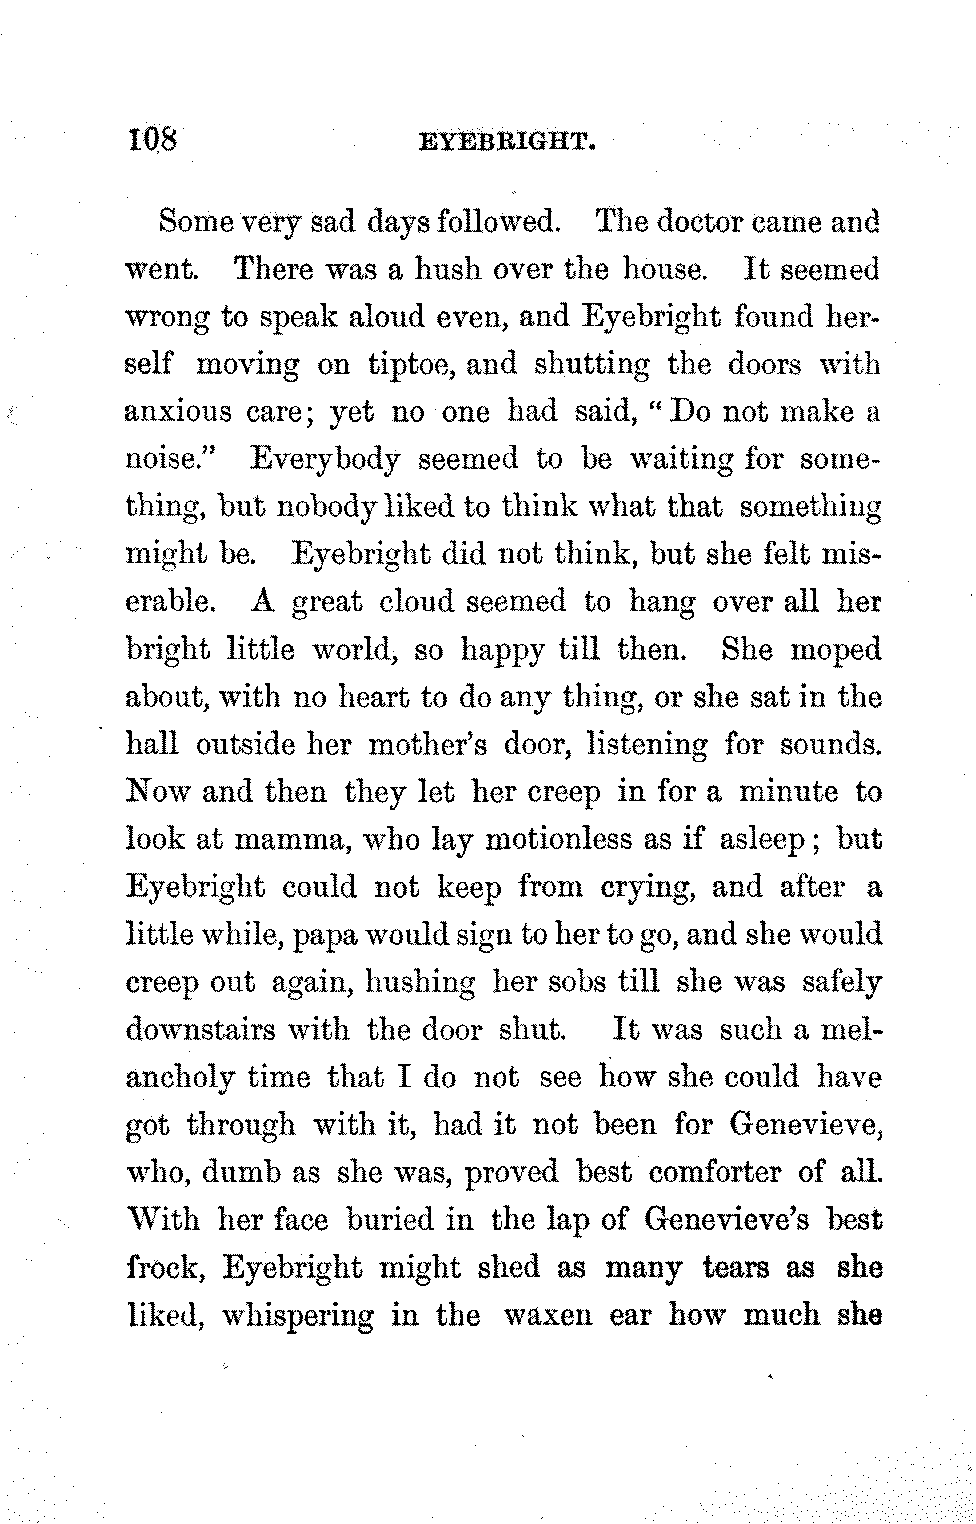 108 EYEBRIGHT.
Some very sad days followed. The doctor came and
went. There was a hush over the house. It seemed
wrong to speak aloud even, and Eyebright found her-
self moving on tiptoe, and shutting the doors with
anxious care; yet no one had said, “Do not make a
noise.” Everybody seemed to be waiting for some-
thing, but nobody liked to think what that something
might be. Eyebright did not think, but she felt mis-
erable. A great cloud seemed to hang over all her
bright little world, so happy till then. She moped
about, with no heart to do any thing, or she sat in the
hall outside her mother's door, listening for sounds.
Now and then they let her creep in for a minute to
look at mamma, who lay motionless as if asleep; but
Eyebright could not keep from crying, and after a
little while, papa would sign to her to go, and she would
creep out again, hushing her sobs till she was safely
downstairs with the door shut. It was such a mel-
ancholy time that I do not see how she could have
got through with it, had it not been for Genevieve,
who, dumb as she was, proved best comforter of all.
With her face buried in the lap of Genevieve's best
frock, Eyebright might shed as many tears as she
liked, whispering in the waxen ear how much she